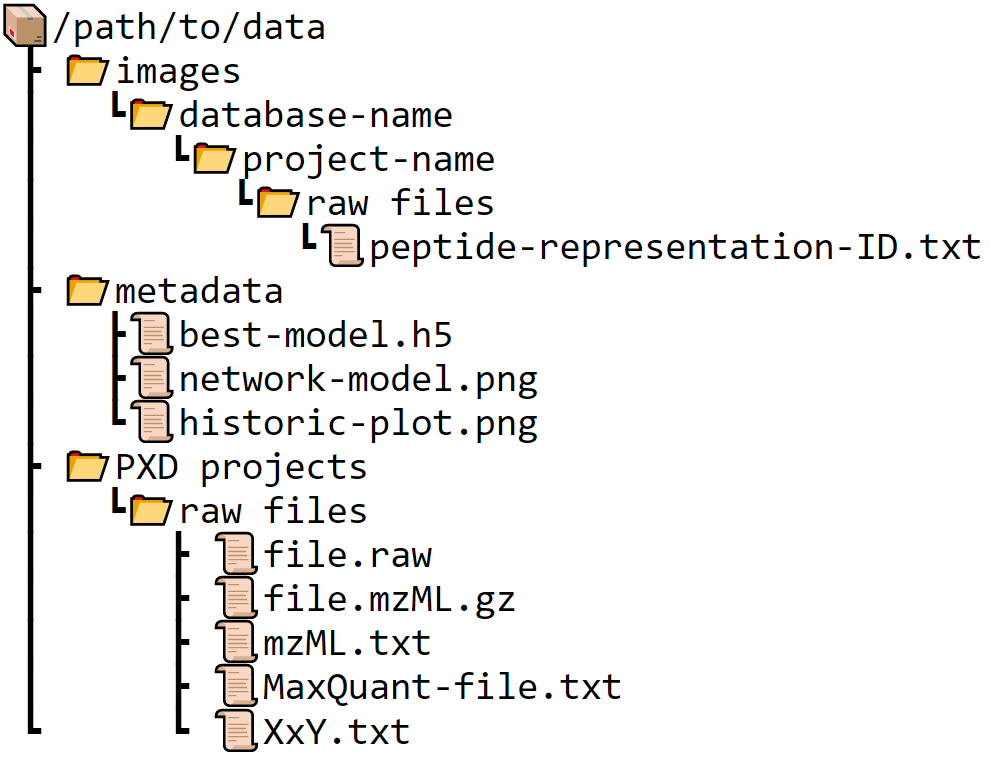 /path/to/data
images
database-name
project-name
raw files
peptide-representation-ID.txt
metadata
best-model.h5
network-model.png
historic-plot.png
PXD projects
raw files
file.raw
file.mzML.gz
mzML.txt
MaxQuant-file.txt
XxY.txt